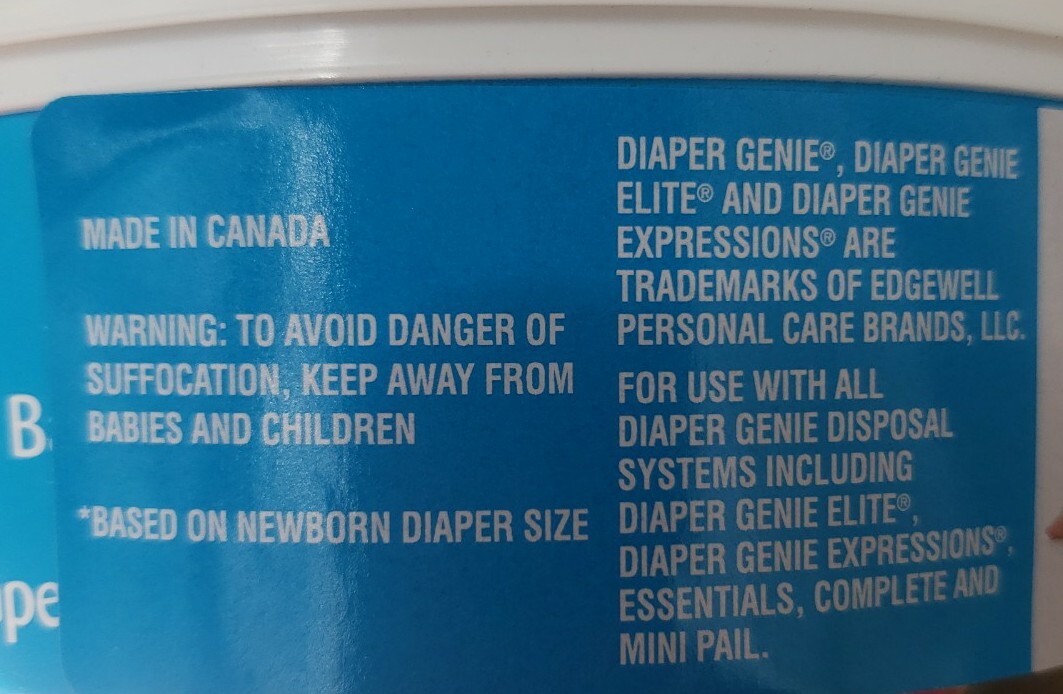 MADE IN CANADA
WARNING: TO AVOID DANGER OF
SUFFOCATION, KEEP AWAY FROM
BABIES AND CHILDREN
*BASED ON NEWBORN DIAPER SIZE
DIAPER GENIE®, DIAPER GENIE
ELITE® AND DIAPER GENIE
EXPRESSIONS® ARE
TRADEMARKS OF EDGEWELL
PERSONAL CARE BRANDS, LLC.
FOR USE WITH ALL
DIAPER GENIE DISPOSAL
SYSTEMS INCLUDING
DIAPER GENIE ELITE®,
DIAPER GENIE EXPRESSIONS®,
ESSENTIALS, COMPLETE AND
MINI PAIL.